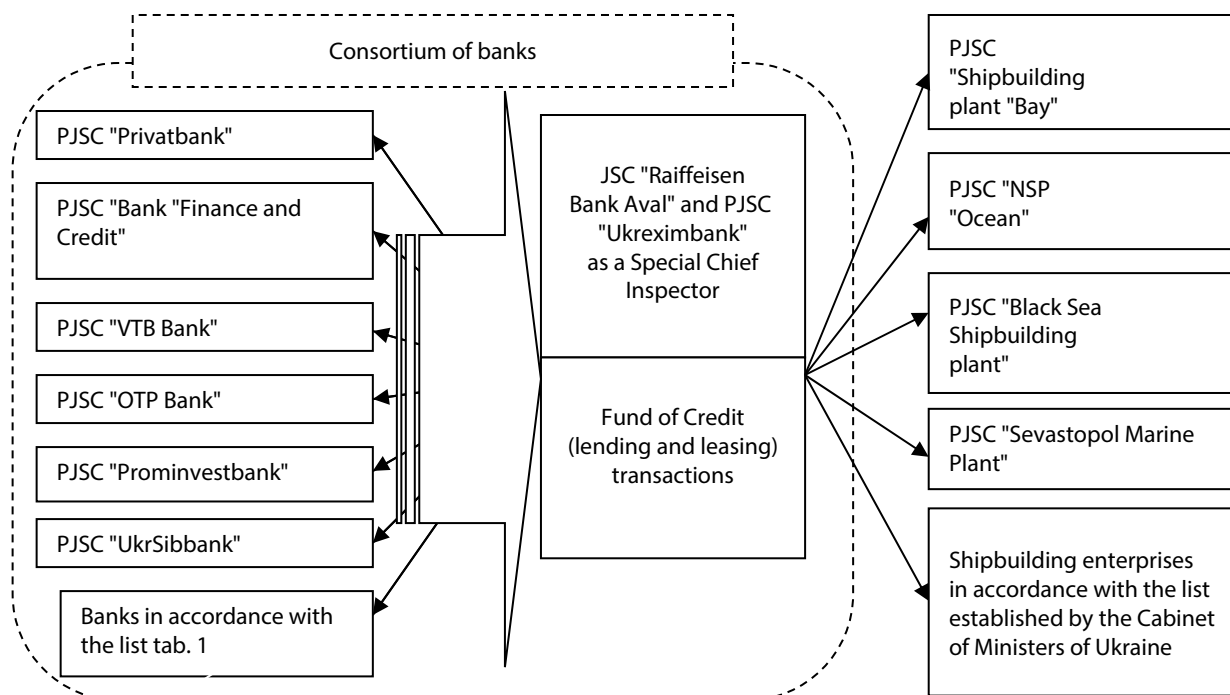 Consortium of banks
PJSC "Privatbank"
PJSC "Bank "Finance and
Credit"
PJSC "VTB Bank"
PJSC "OTP Bank"
PJSC "Prominvestbank"
PJSC "UkrSibbank"
Banks in accordance with
the list tab. 1
JSC "Raiffeisen
Bank Aval" and PJSC
"Ukreximbank"
as a Special Chief
Inspector
Fund of Credit
(lending and leasing)
transactions
PJSC
"Shipbuilding
plant "Bay"
PJSC "NSP
"Ocean"
PJSC "Black Sea
Shipbuilding
plant"
PJSC "Sevastopol Marine
Plant"
Shipbuilding enterprises
in accordance with the list
established by the Cabinet
of Ministers of Ukraine